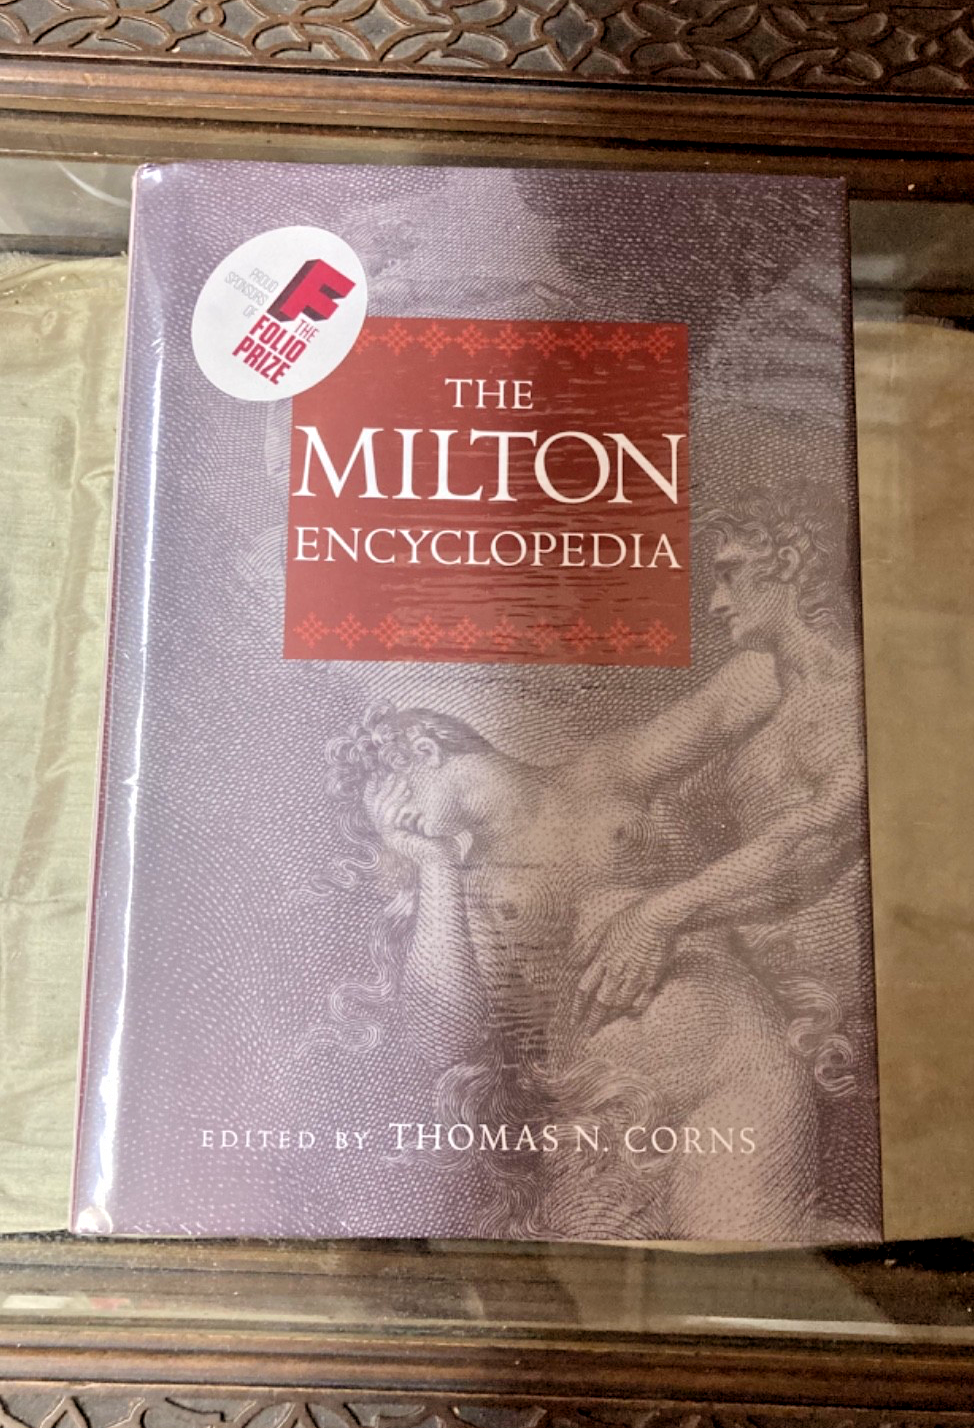 PROUD
SPONSORS
OF
F
THE
FOLIO
PRIZE
THE
MILTON
ENCYCLOPEDIA
EDITED BY THOMAS N. CORNS